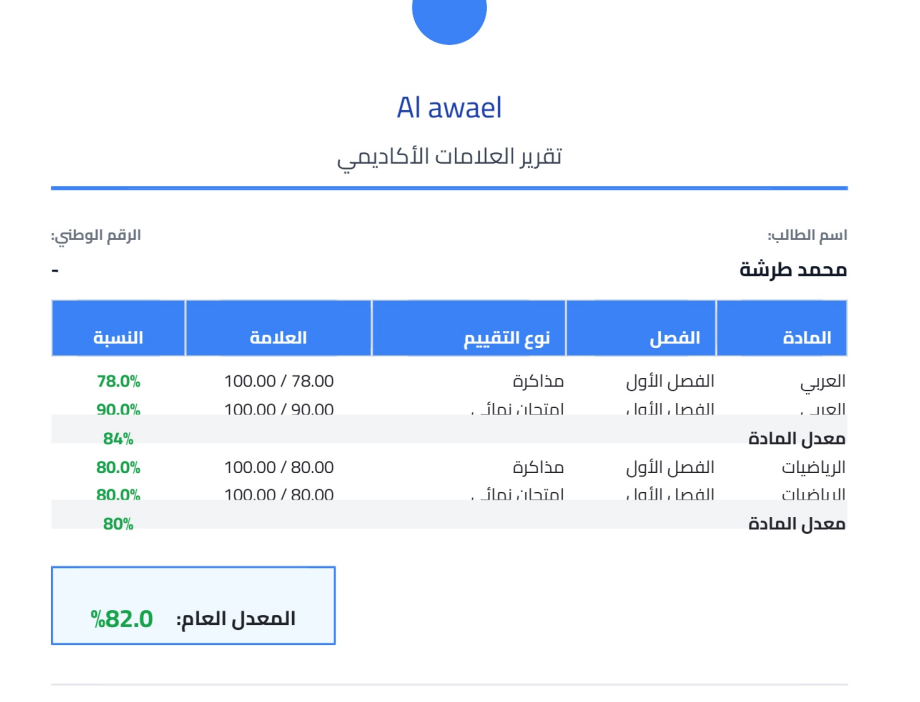 Al awael
تقرير العلامات الأكاديمي
اسم الطالب: الرقم الوطني:
محمد طرشة -
المادة الفصل نوع التقييم العلامة النسبة
العربي الفصل الأول مذاكرة 100.00 / 78.00 78.0%
العربي الفصل الأول امتحان نهائي 100.00 / 90.00 90.0%
معدل المادة 84%
الرياضيات الفصل الأول مذاكرة 100.00 / 80.00 80.0%
الرياضيات الفصل الأول امتحان نهائي 100.00 / 80.00 80.0%
معدل المادة 80%
المعدل العام: %82.0